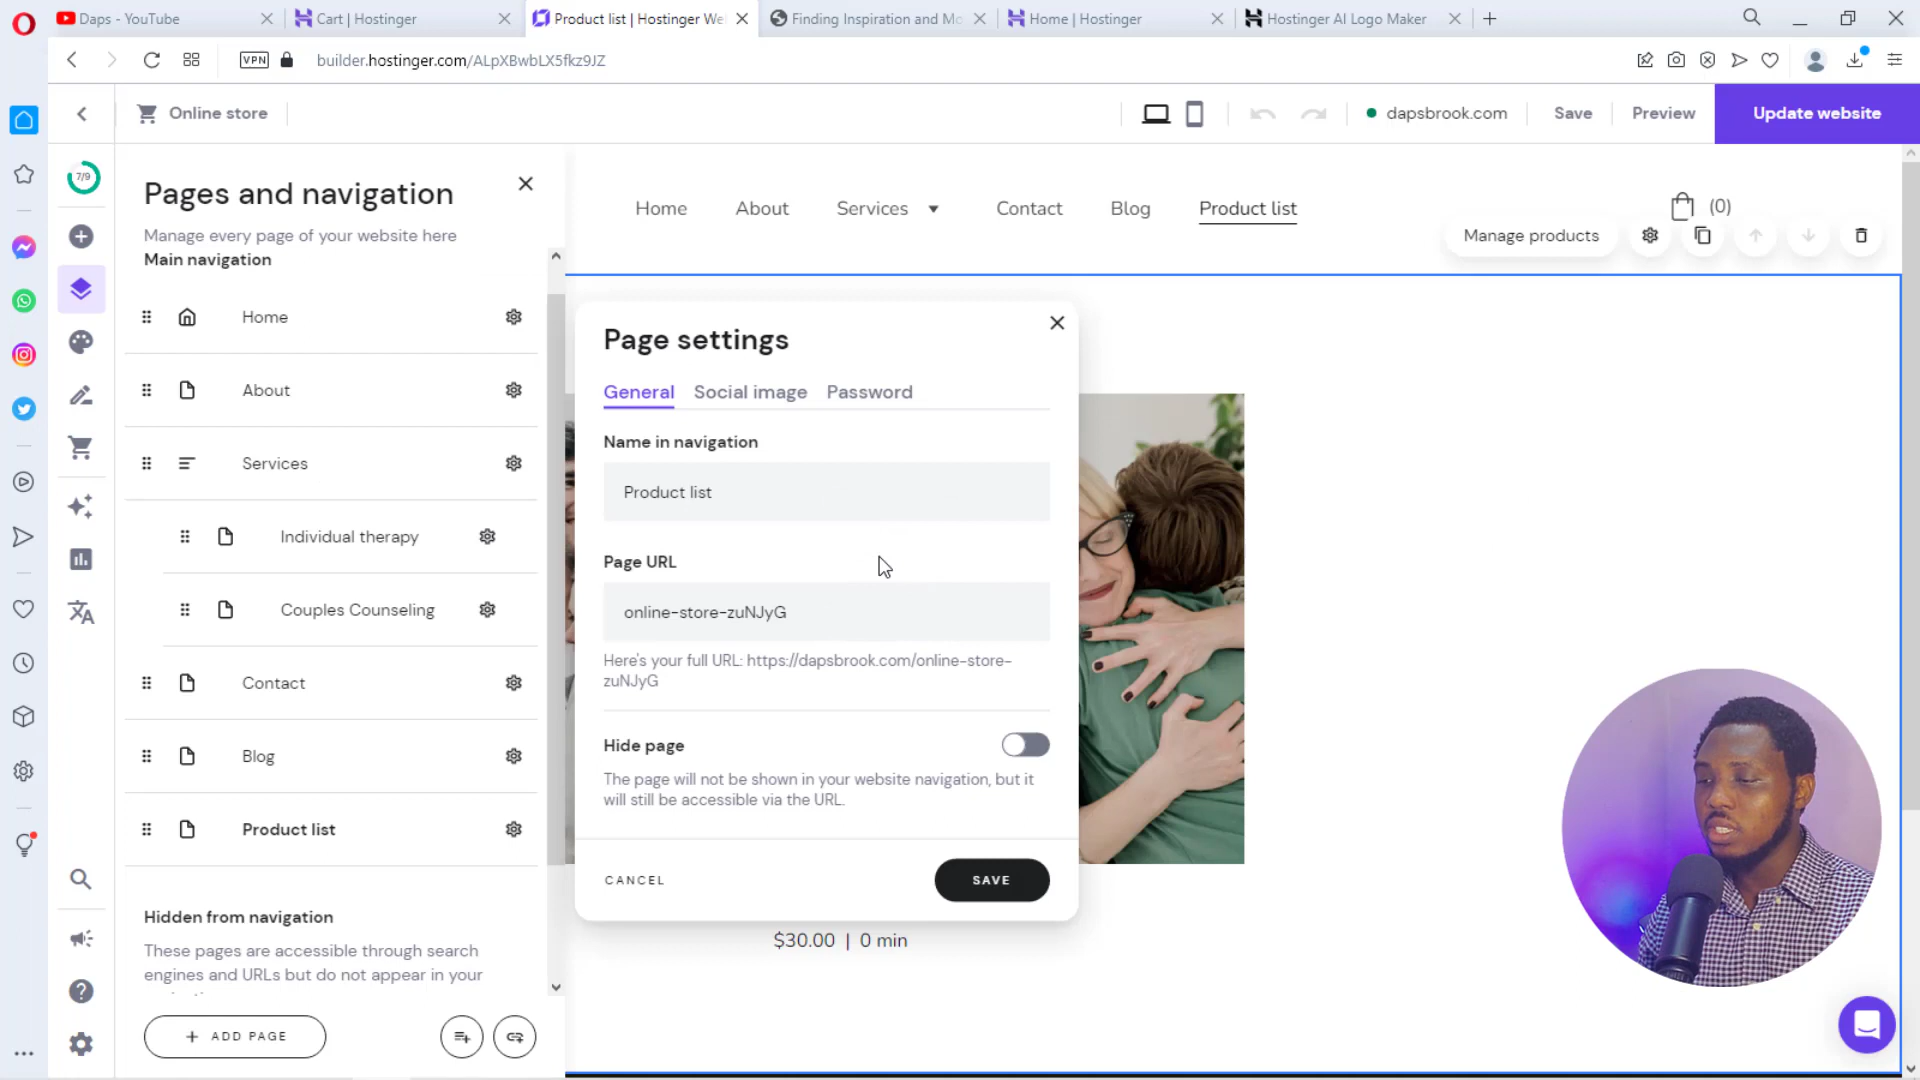 Daps - YouTube
Cart | Hostinger
Product list | Hostinger We
Finding Inspiration and Mo
Home | Hostinger
Hostinger AI Logo Maker
VPN
builder.hostinger.com/ALpXBwbLX5fkz9JZ
Online store
dapsbrook.com
Save
Preview
Update website
7/9
Pages and navigation
Manage every page of your website here
Main navigation
Home
About
Services
Individual therapy
Couples Counseling
Contact
Blog
Product list
Hidden from navigation
These pages are accessible through search
engines and URLs but do not appear in your
+ ADD PAGE
Home
About
Services
Contact
Blog
Product list
(0)
Manage products
Page settings
General
Social image
Password
Name in navigation
Product list
Page URL
online-store-zuNJyG
Here's your full URL: https://dapsbrook.com/online-store-
zuNJyG
Hide page
The page will not be shown in your website navigation, but it
will still be accessible via the URL.
CANCEL
SAVE
$30.00 | 0 min